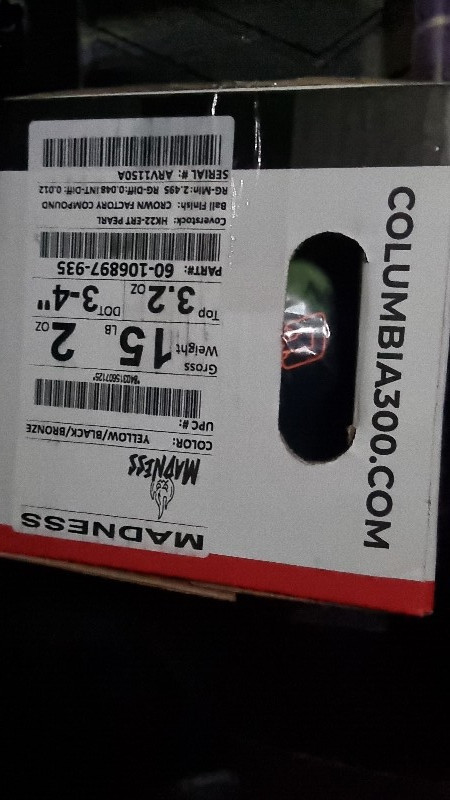 MADNESS
MADNESS
COLOR: YELLOW/BLACK/BRONZE
UPC#:
Gross Weight 15 LB 2 OZ
Top 3.2 OZ DOT 3-4"
PART#: 60-106897-935
Coverstock: HK22-ERT PEARL
Ball Finish: CROWN FACTORY COMPOUND
RG-Min:2.495 RG-Diff:0.048 INT-Diff:0.012
SERIAL #: ARV1150A
COLUMBIA300.COM